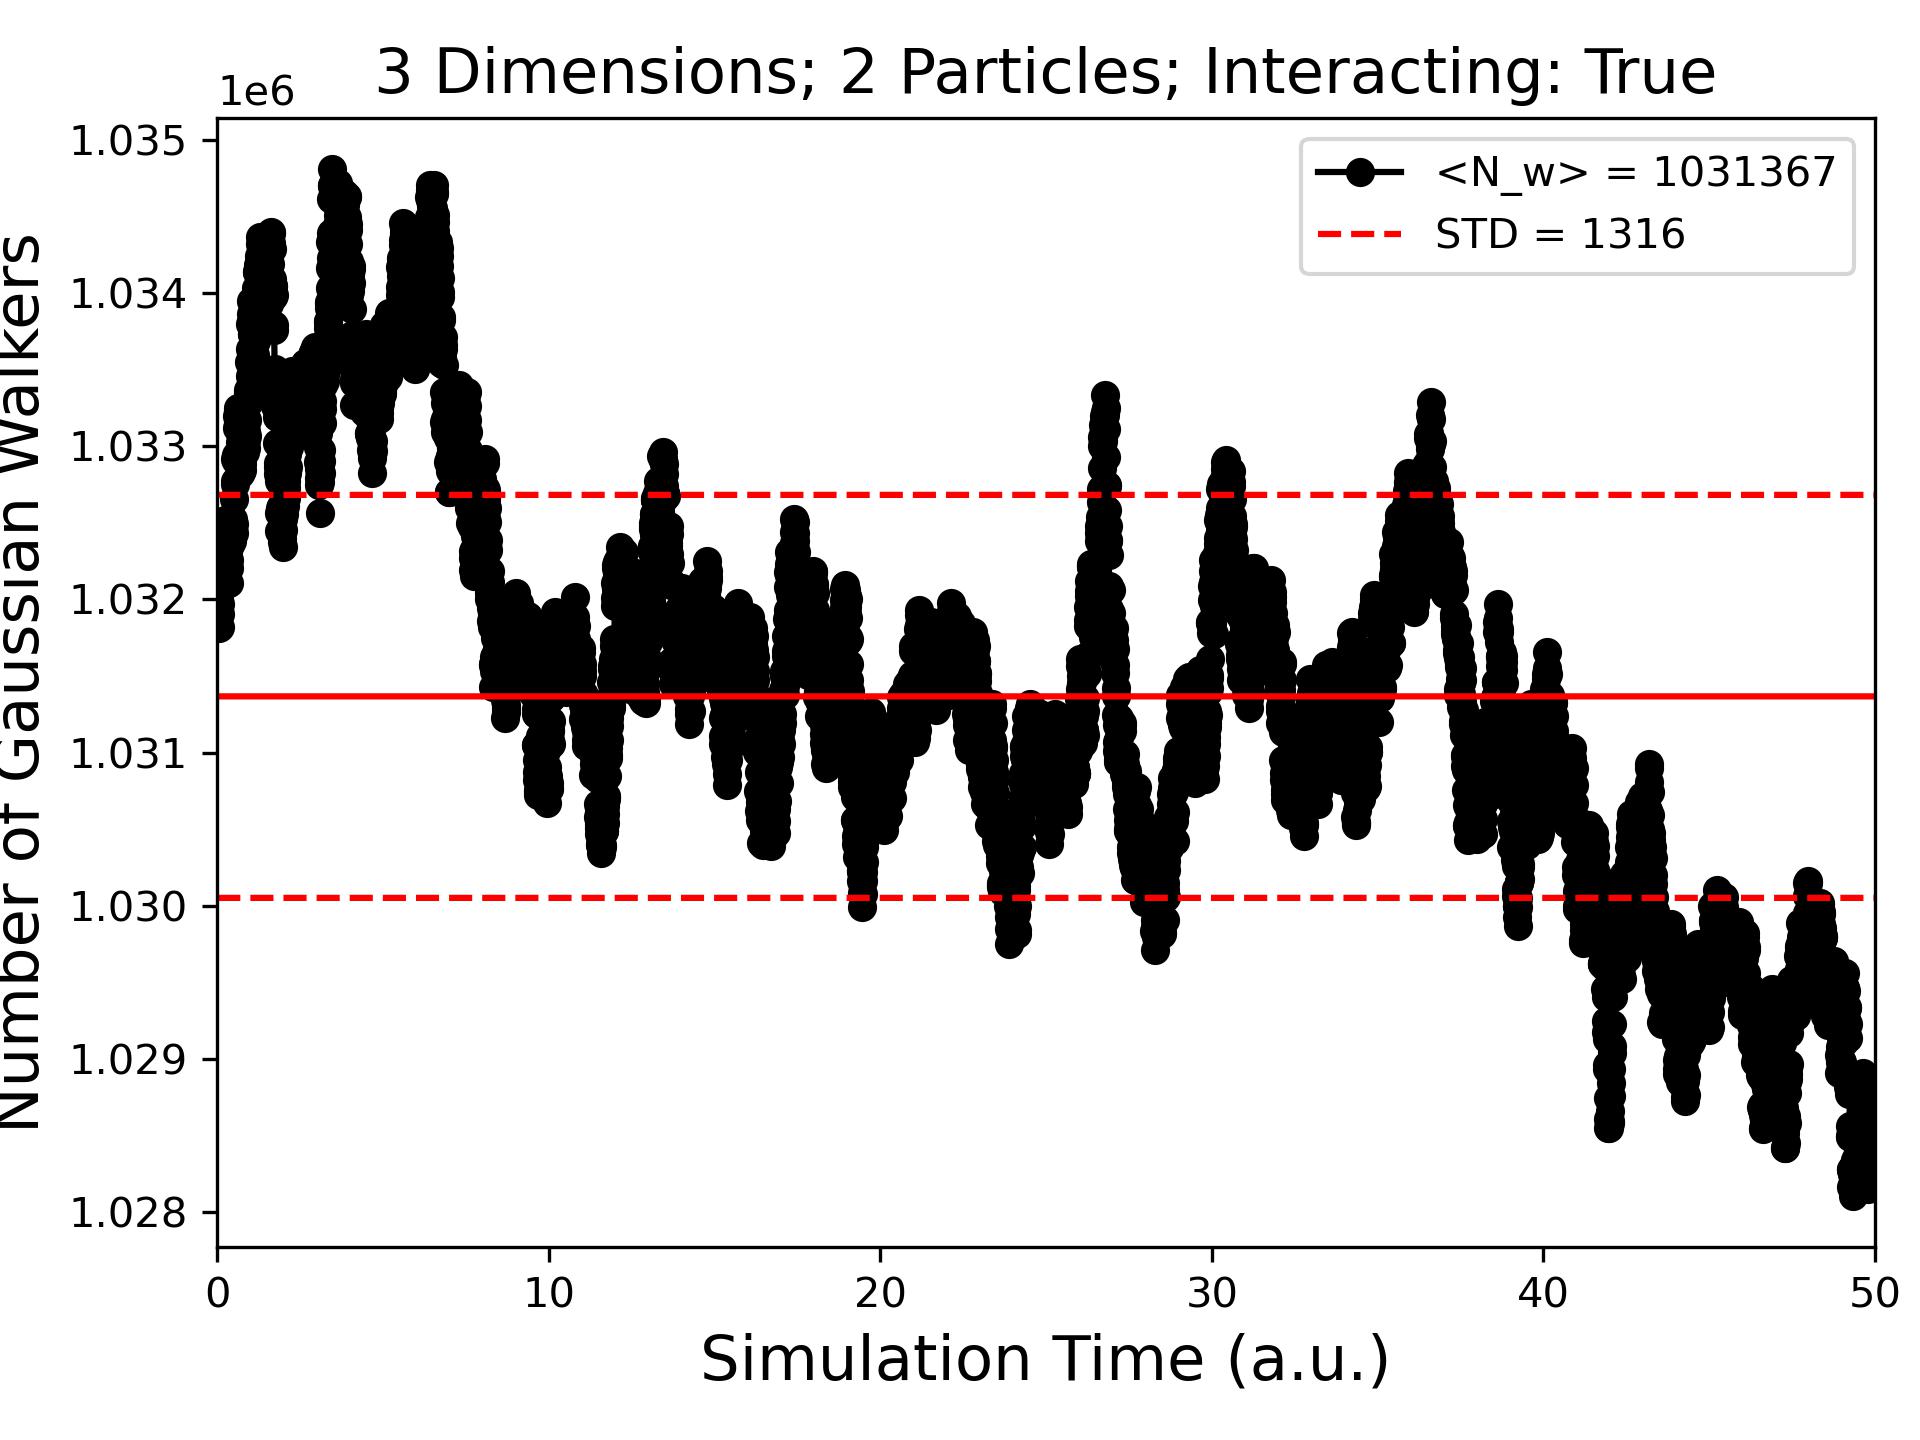 3 Dimensions; 2 Particles; Interacting: True
1e6
<N_w> = 1031367
STD = 1316
1.035
1.034
1.033
1.032
1.031
1.030
1.029
1.028
Number of Gaussian Walkers
0 10 20 30 40 50
Simulation Time (a.u.)